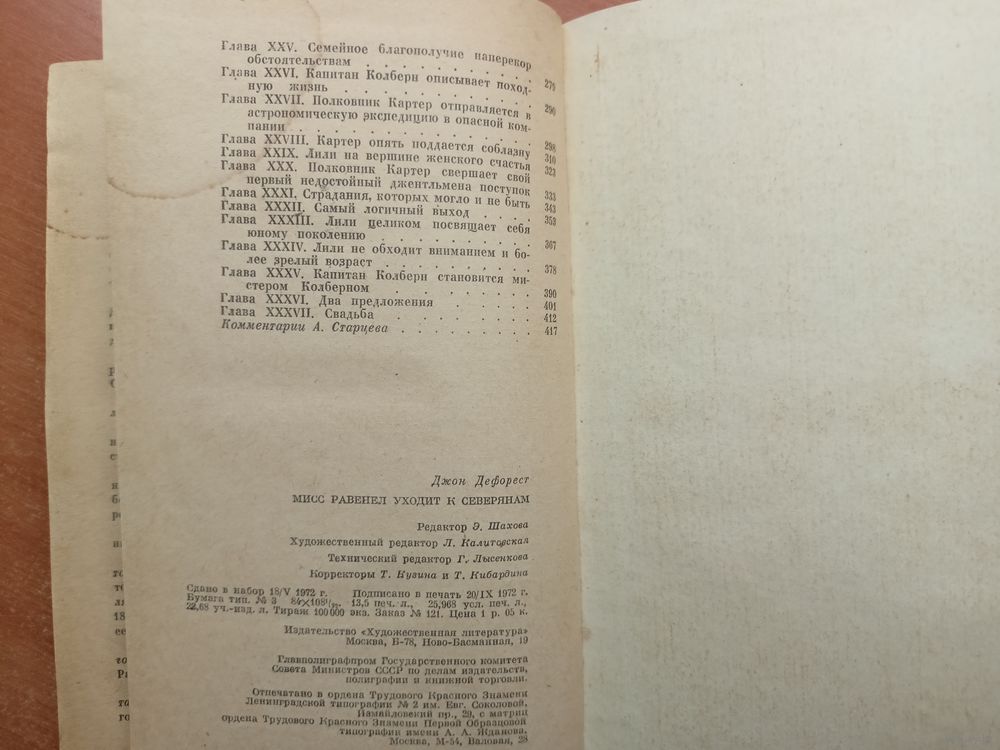 Глава XXV. Семейное благополучие наперекор
обстоятельствам . . . . . . . . . . 279
Глава XXVI. Капитан Колберн описывает поход-
ную жизнь . . . . . . . . . . . . 290
Глава XXVII. Полковник Картер отправляется в
астрономическую экспедицию в опасной ком-
пании . . . . . . . . . . . . . . 298
Глава XXVIII. Картер опять поддается соблазну 310
Глава XXIX. Лили на вершине женского счастья 323
Глава XXX. Полковник Картер свершает свой
первый недостойный джентльмена поступок 333
Глава XXXI. Страдания, которых могло и не быть 343
Глава XXXII. Самый логичный выход . . . . 353
Глава XXXIII. Лили целиком посвящает себя
юному поколению . . . . . . . . . . 367
Глава XXXIV. Лили не обходит вниманием и бо-
лее зрелый возраст . . . . . . . . . 378
Глава XXXV. Капитан Колберн становится ми-
стером Колберном . . . . . . . . . 390
Глава XXXVI. Два предложения . . . . . 401
Глава XXXVII. Свадьба . . . . . . . . 412
Комментарии А. Старцева . . . . . . . . 417
Джон Дефорест
МИСС РАВЕНЕЛ УХОДИТ К СЕВЕРЯНАМ
Редактор Э. Шахова
Художественный редактор Л. Калитовская
Технический редактор Г. Лысенкова
Корректоры Т. Кузина и Т. Кибардина
Сдано в набор 18/V 1972 г. Подписано в печать 20/IX 1972 г.
Бумага тип. № 3 84×108¹/₃₂. 13,5 печ. л., 25,968 усл. печ. л.,
22,68 уч.-изд. л. Тираж 100 000 экз. Заказ № 121. Цена 1 р. 05 к.
Издательство «Художественная литература»
Москва, Б-78, Ново-Басманная, 19
Главполиграфпром Государственного комитета
Совета Министров СССР по делам издательств,
полиграфии и книжной торговли.
Отпечатано в ордена Трудового Красного Знамени
Ленинградской типографии № 2 им. Евг. Соколовой,
Измайловский пр., 29, с матриц
ордена Трудового Красного Знамени Первой Образцовой
типографии имени А. А. Жданова.
Москва, М-54, Валовая, 28